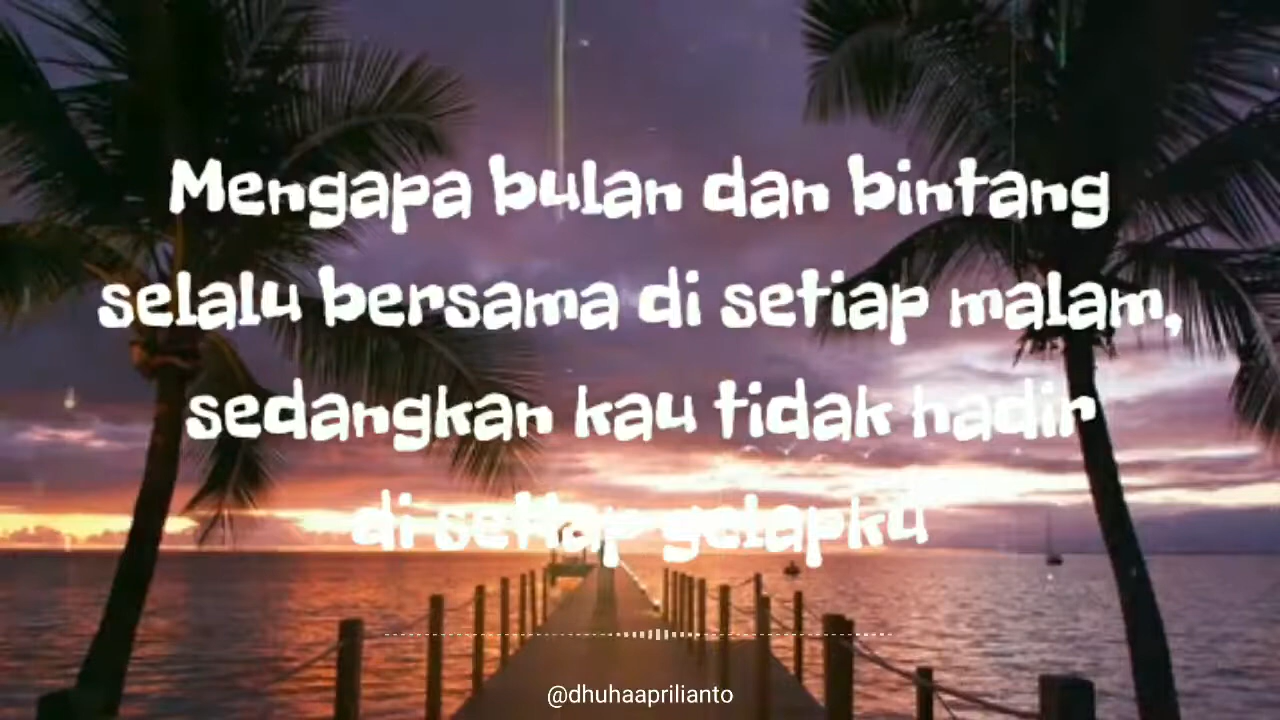 Mengapa bulan dan bintang
selalu bersama di setiap malam,
sedangkan kau tidak hadir
di setiap gelapku
@dhuhaaprilianto